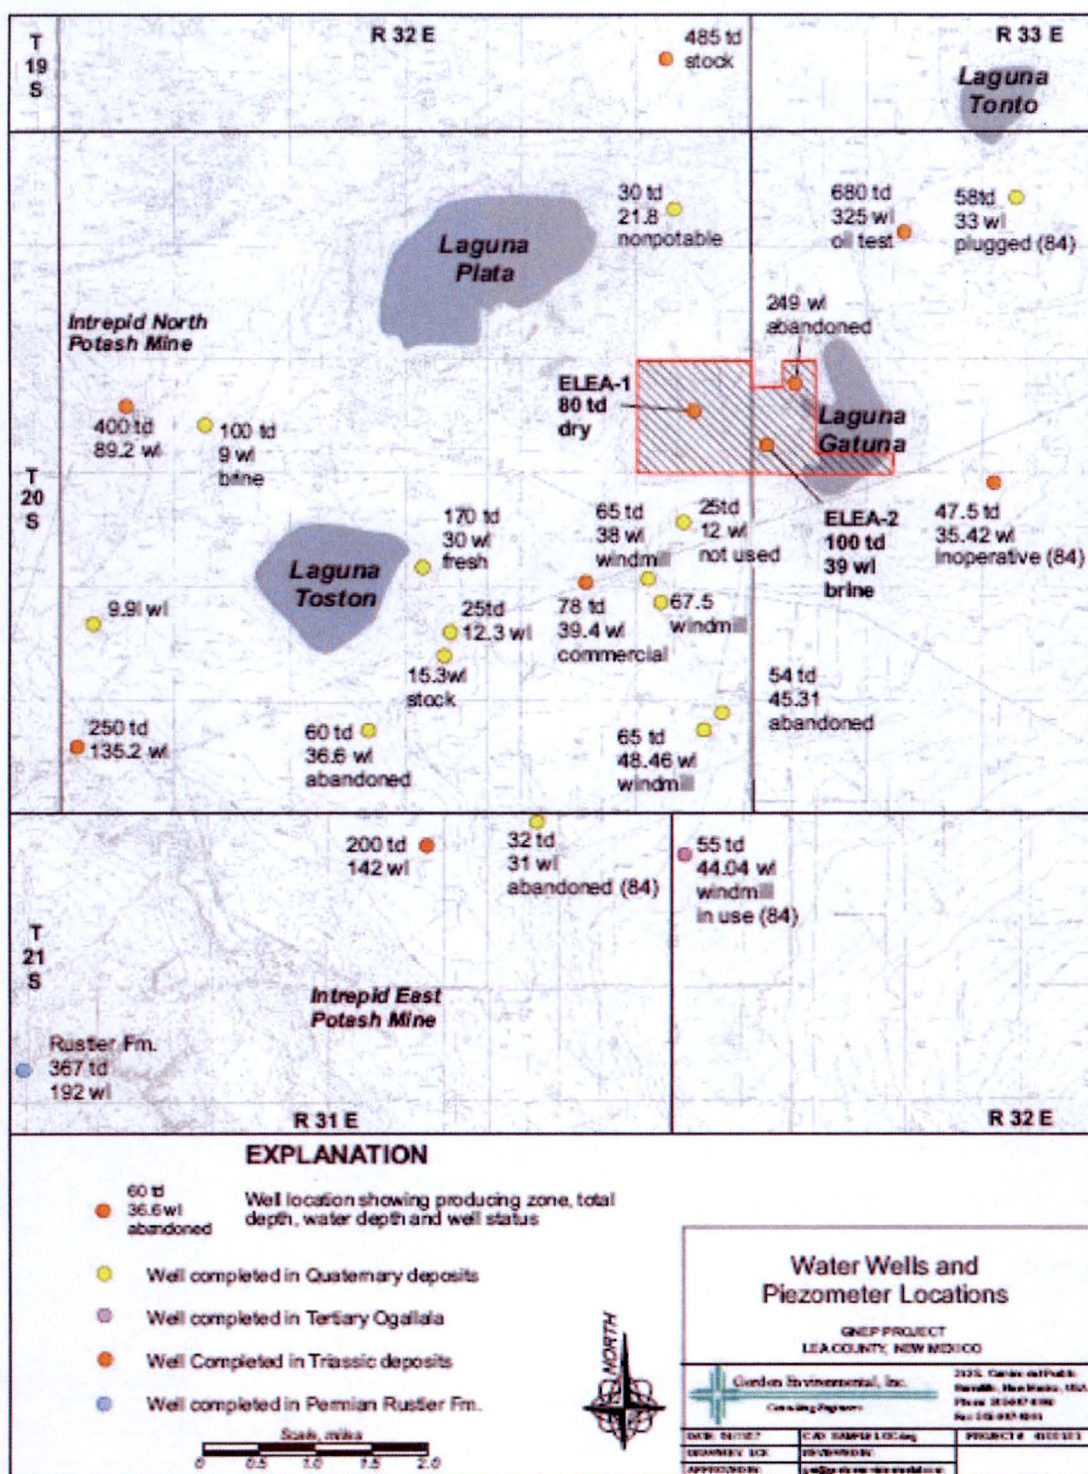 T
19
S
R 32 E
485 td
stock
R 33 E
Laguna
Tonto
30 td
21.8
nonpotable
680 td
325 wl
oil test
58td
33 wl
plugged (84)
Laguna
Plata
249 wl
abandoned
Intrepid North
Potash Mine
ELEA-1
80 td
dry
Laguna
Gatuna
400 td
89.2 wl
100 td
9 wl
brine
T
20
S
170 td
30 wl
fresh
65 td
38 wl
windmill
25td
12 wl
not used
ELEA-2
100 td
39 wl
brine
47.5 td
35.42 wl
inoperative (84)
Laguna
Toston
9.9l wl
25td
12.3 wl
78 td
39.4 wl
commercial
67.5
windmill
15.3wl
stock
54 td
45.31
abandoned
250 td
135.2 wl
60 td
36.6 wl
abandoned
65 td
48.46 wl
windmill
200 td
142 wl
32 td
31 wl
abandoned (84)
55 td
44.04 wl
windmill
in use (84)
T
21
S
Intrepid East
Potash Mine
Rustler Fm.
367 td
192 wl
R 31 E
R 32 E
EXPLANATION
60 td
36.6wl
abandoned
Well location showing producing zone, total
depth, water depth and well status
Well completed in Quaternary deposits
Well completed in Tertiary Ogallala
Well Completed in Triassic deposits
Well completed in Permian Rustler Fm.
Scale, miles
0 0.5 1.0 1.5 2.0
NORTH
Water Wells and
Piezometer Locations
GNEP PROJECT
LEA COUNTY, NEW MEXICO
Gordon Environmental, Inc.
Consulting Engineers
DATE:
CAD:
PROJECT #
DRAWN BY:
REVIEWED BY:
APPROVED BY: